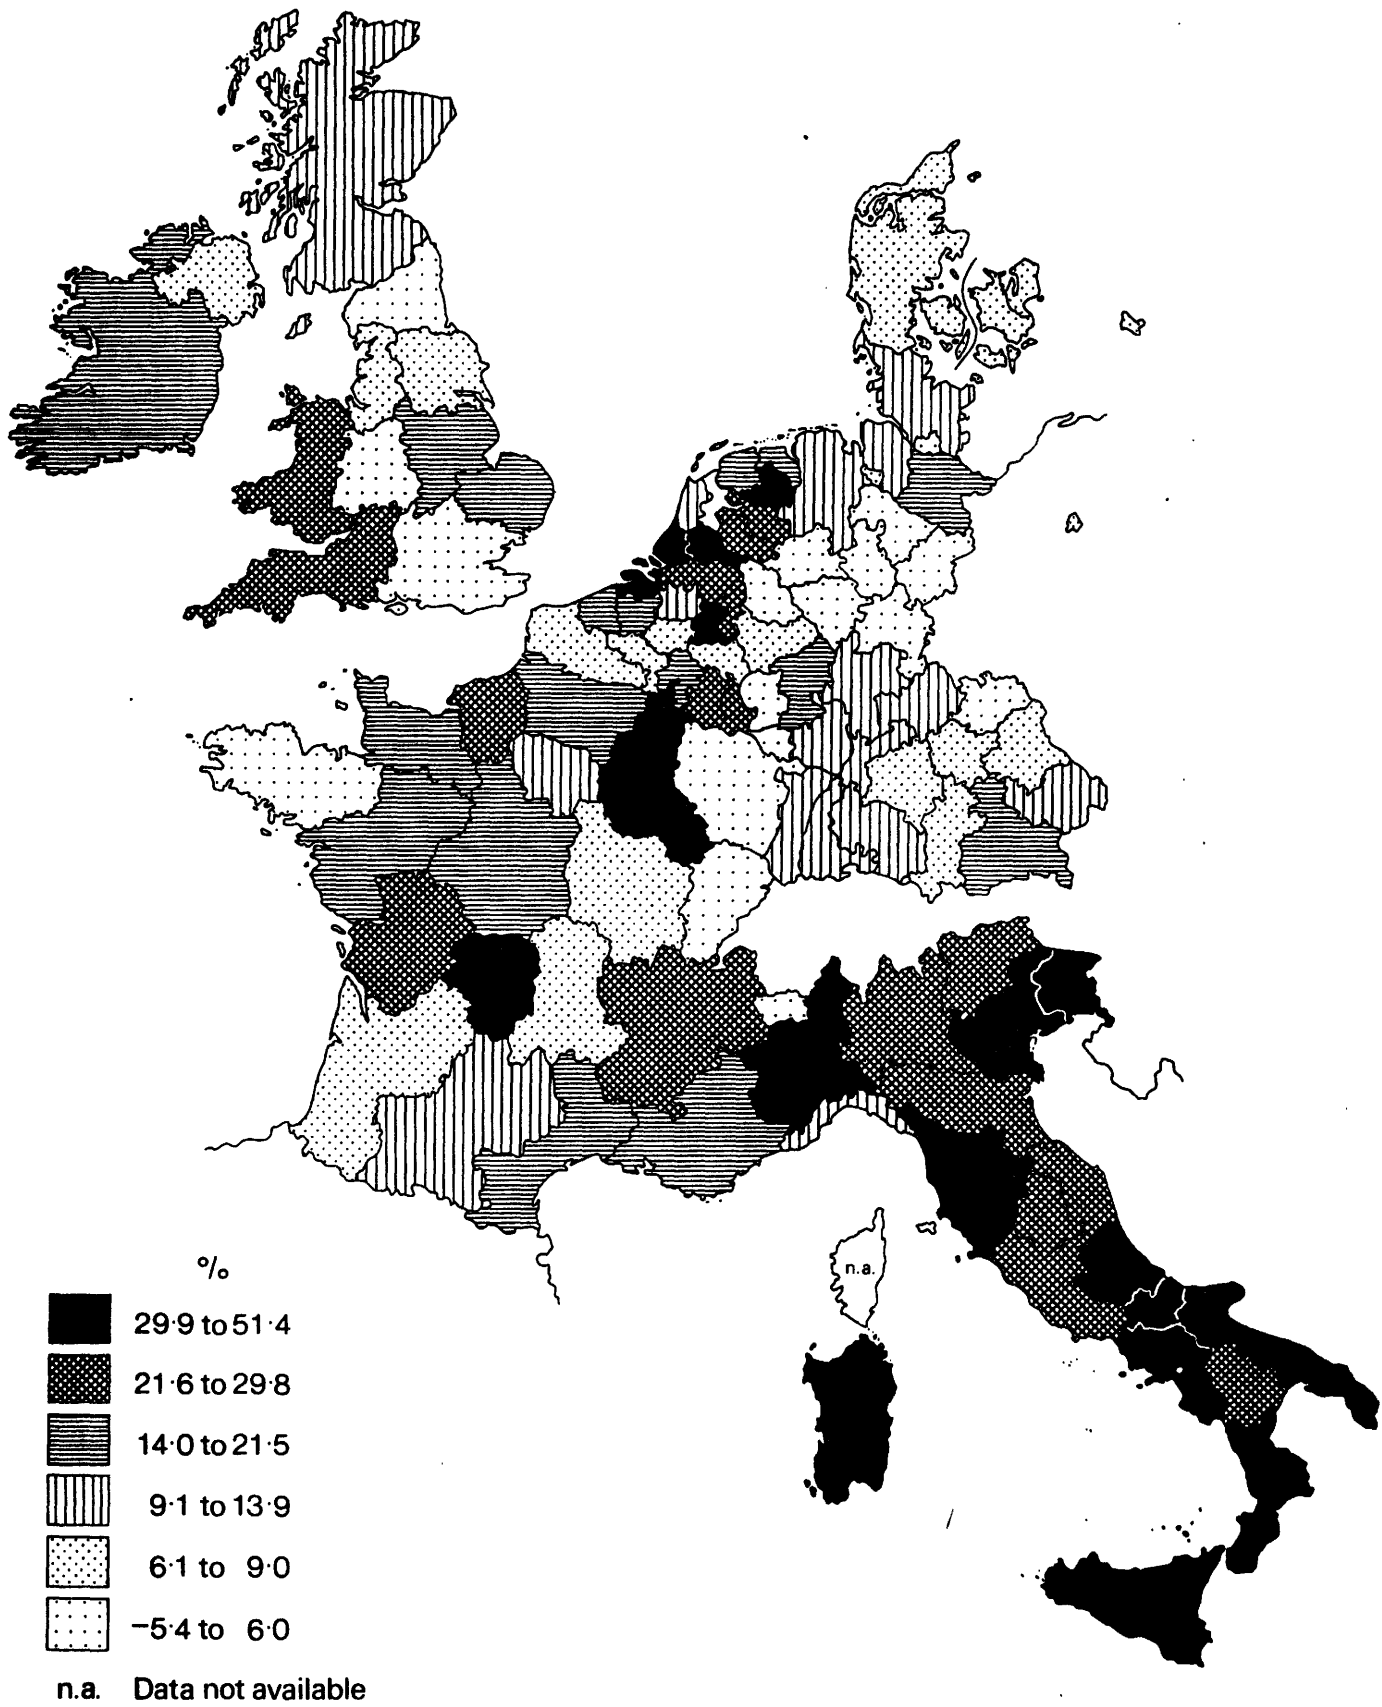 n.a.
%
29·9 to 51·4
21·6 to 29·8
14·0 to 21·5
9·1 to 13·9
6·1 to 9·0
−5·4 to 6·0
n.a. Data not available